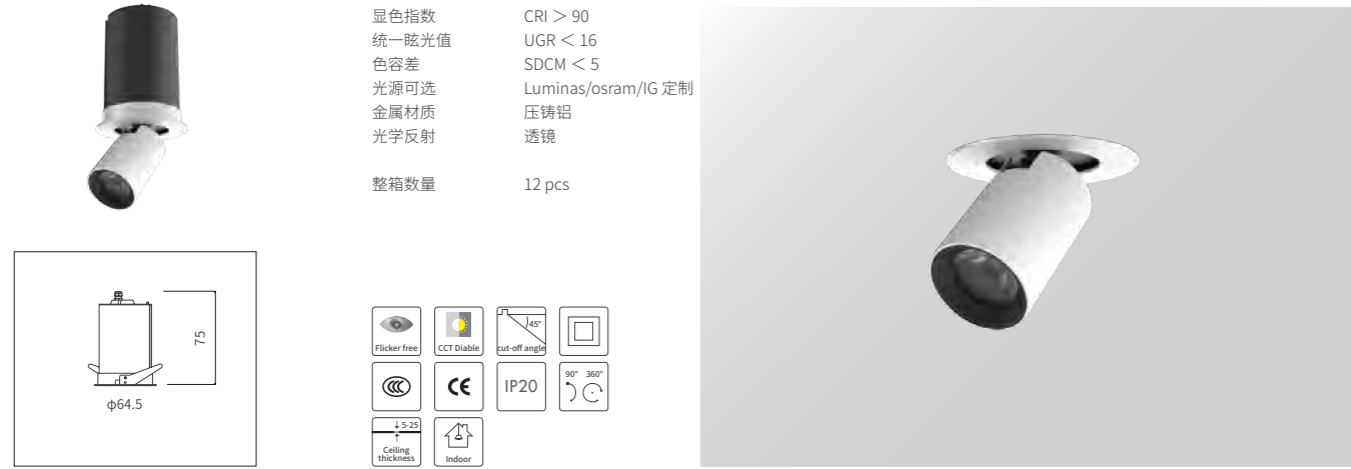 显色指数 CRI > 90
统一眩光值 UGR < 16
色容差 SDCM < 5
光源可选 Luminas/osram/IG 定制
金属材质 压铸铝
光学反射 透镜
整箱数量 12 pcs
75
φ64.5
Flicker free
CCT Diable
45°
cut-off angle
CCC
CE
IP20
90° 360°
5-25
Ceiling
thickness
Indoor